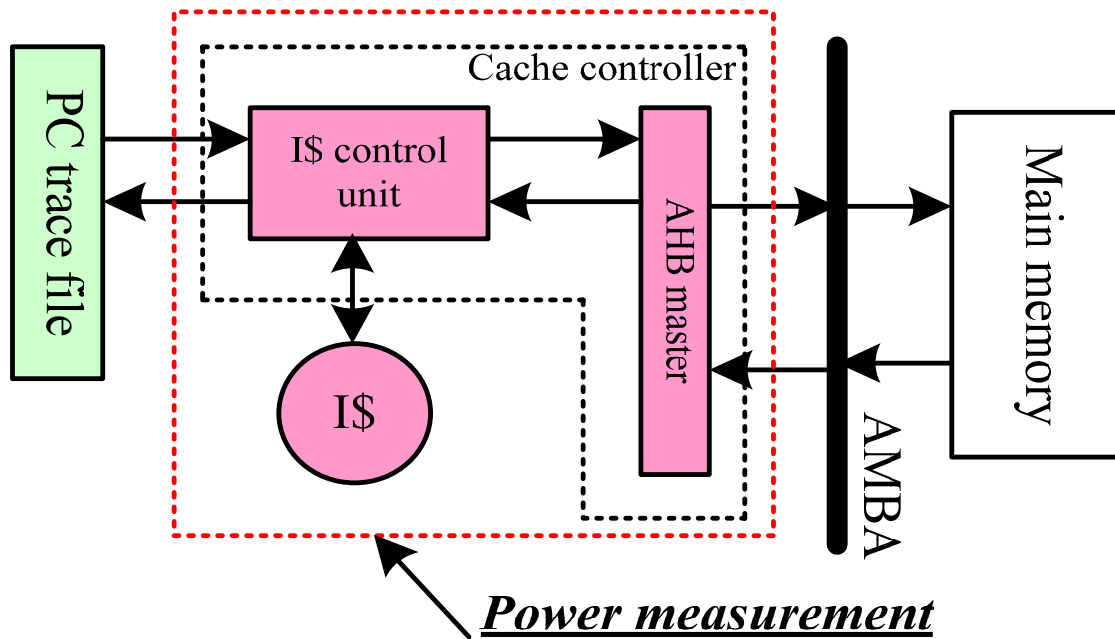 Cache controller
PC trace file
I$ control
unit
AHB master
Main memory
I$
AMBA
Power measurement